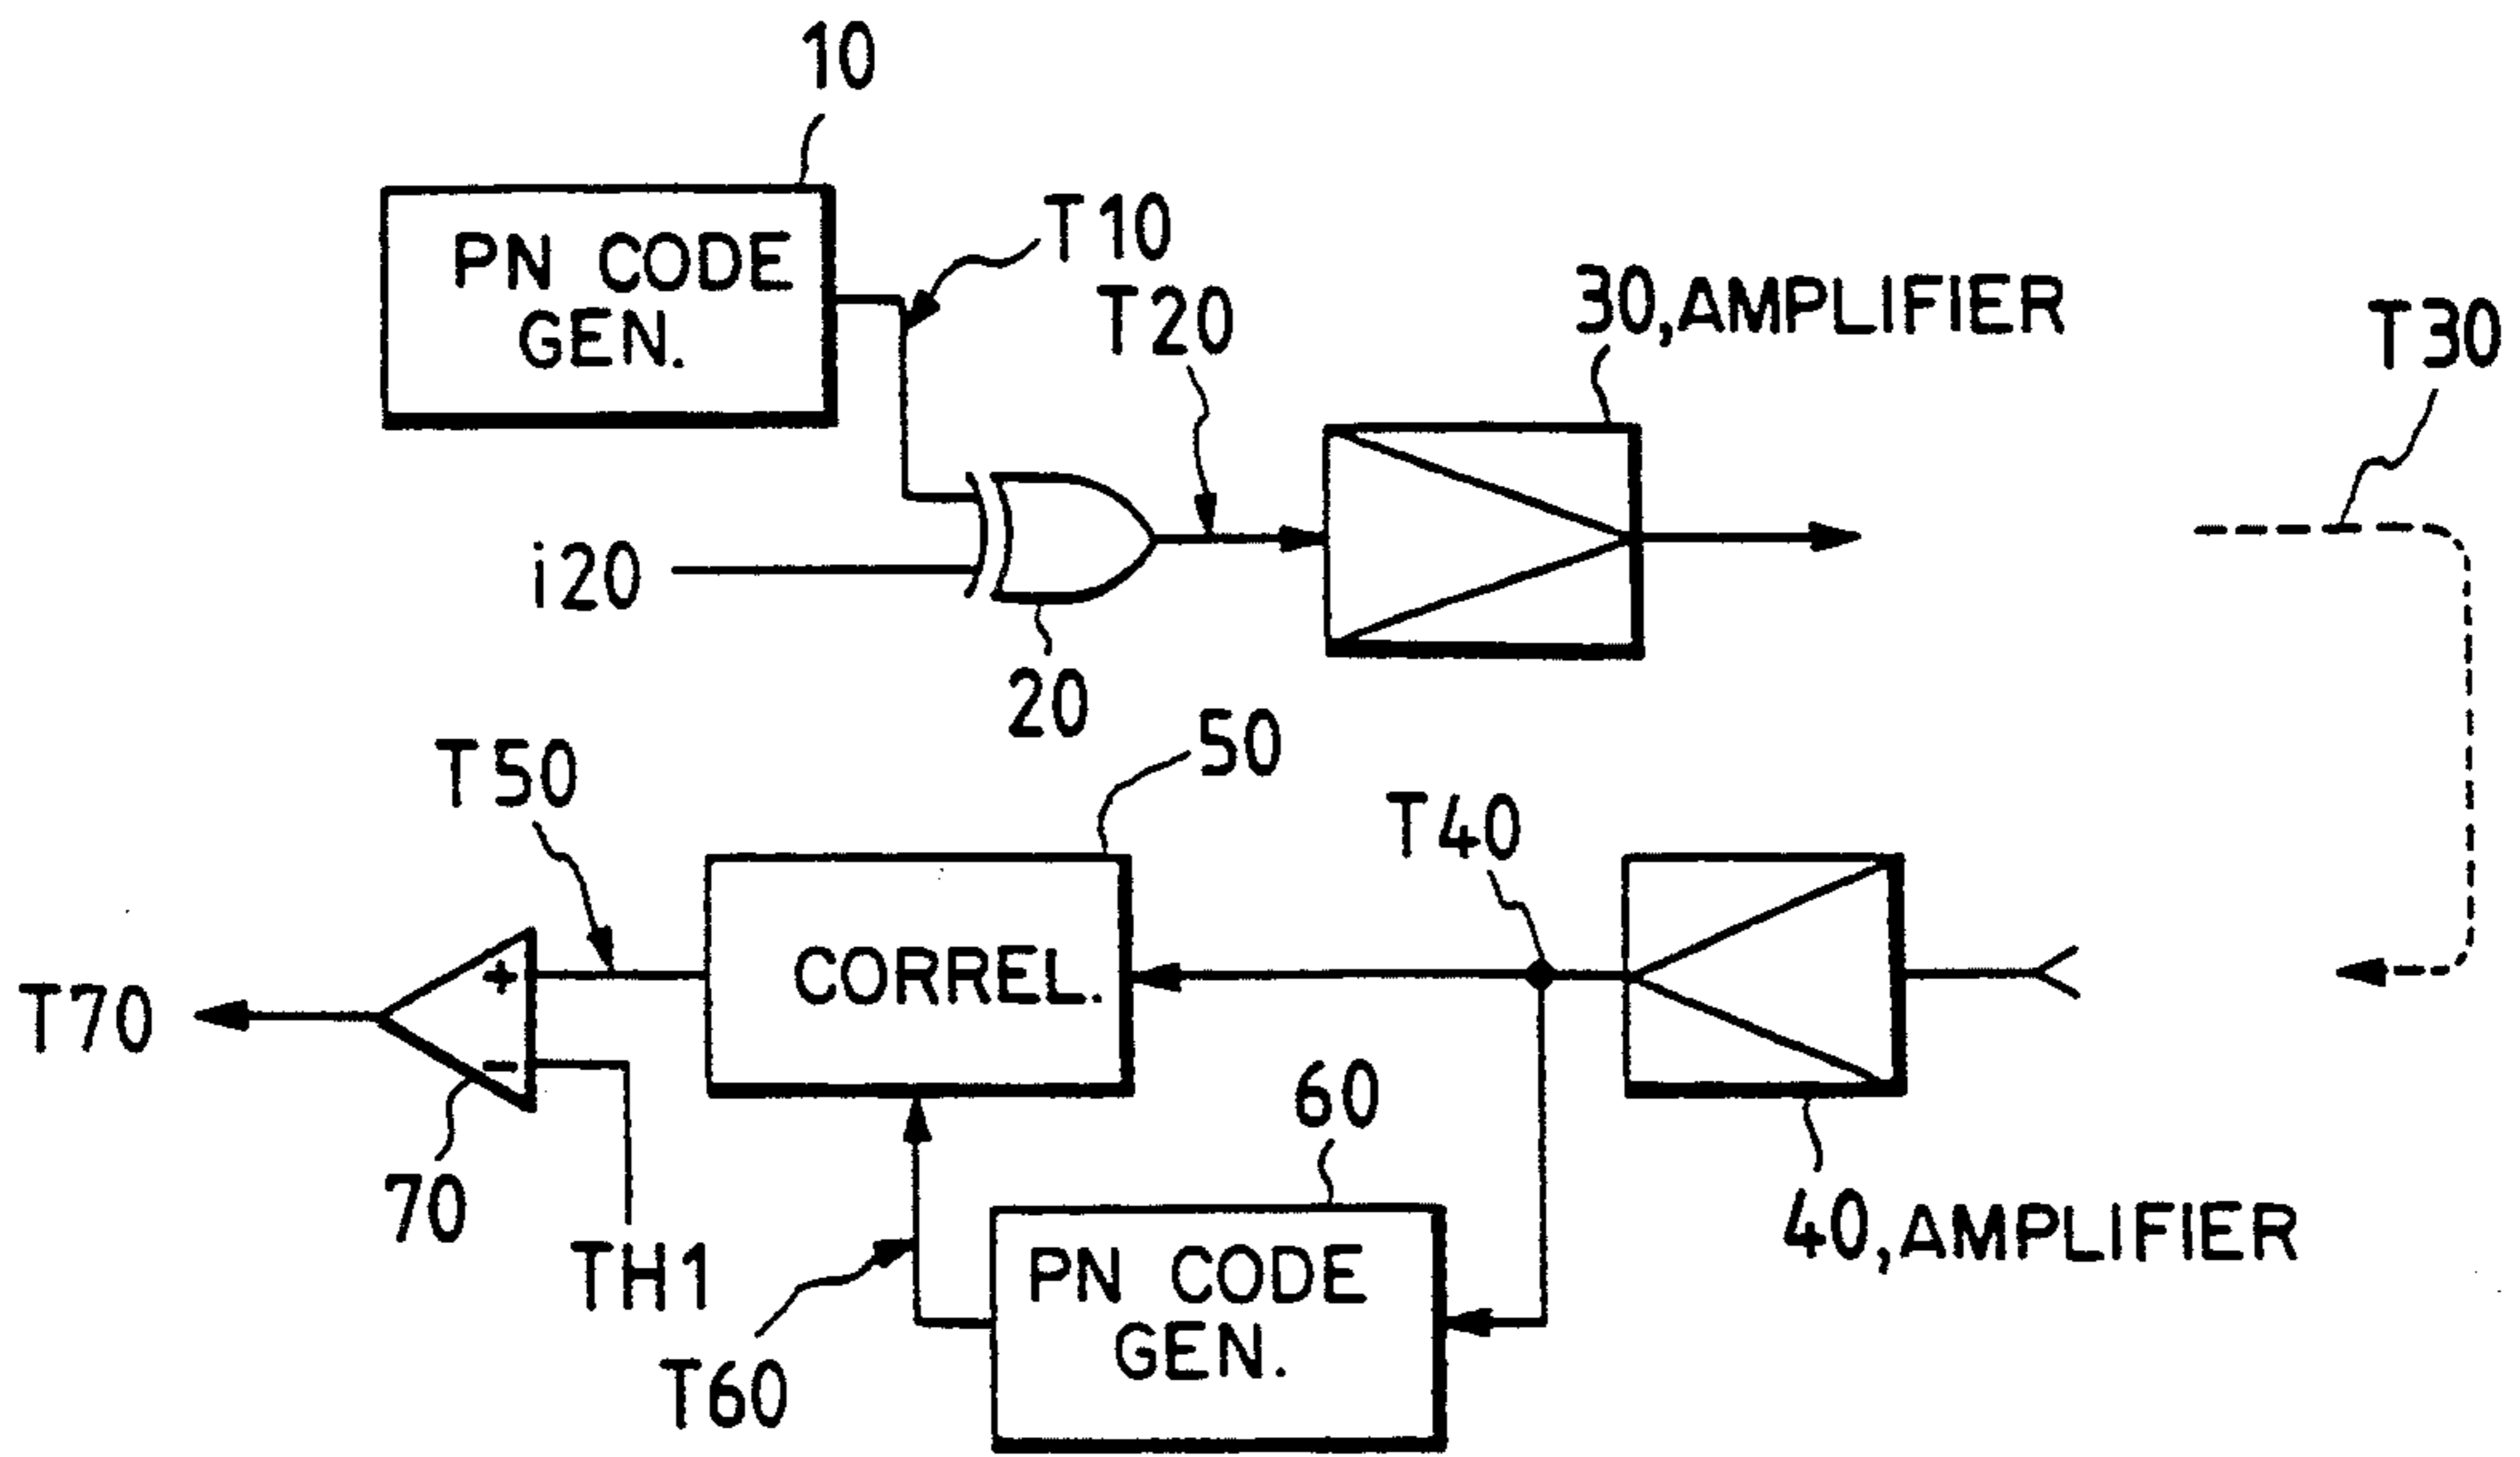 10
PN CODE
GEN.
T10
T20
30,AMPLIFIER
T30
i20
20
T50
50
T40
+
CORREL.
T70
−
70
TH1
60
40,AMPLIFIER
PN CODE
GEN.
T60